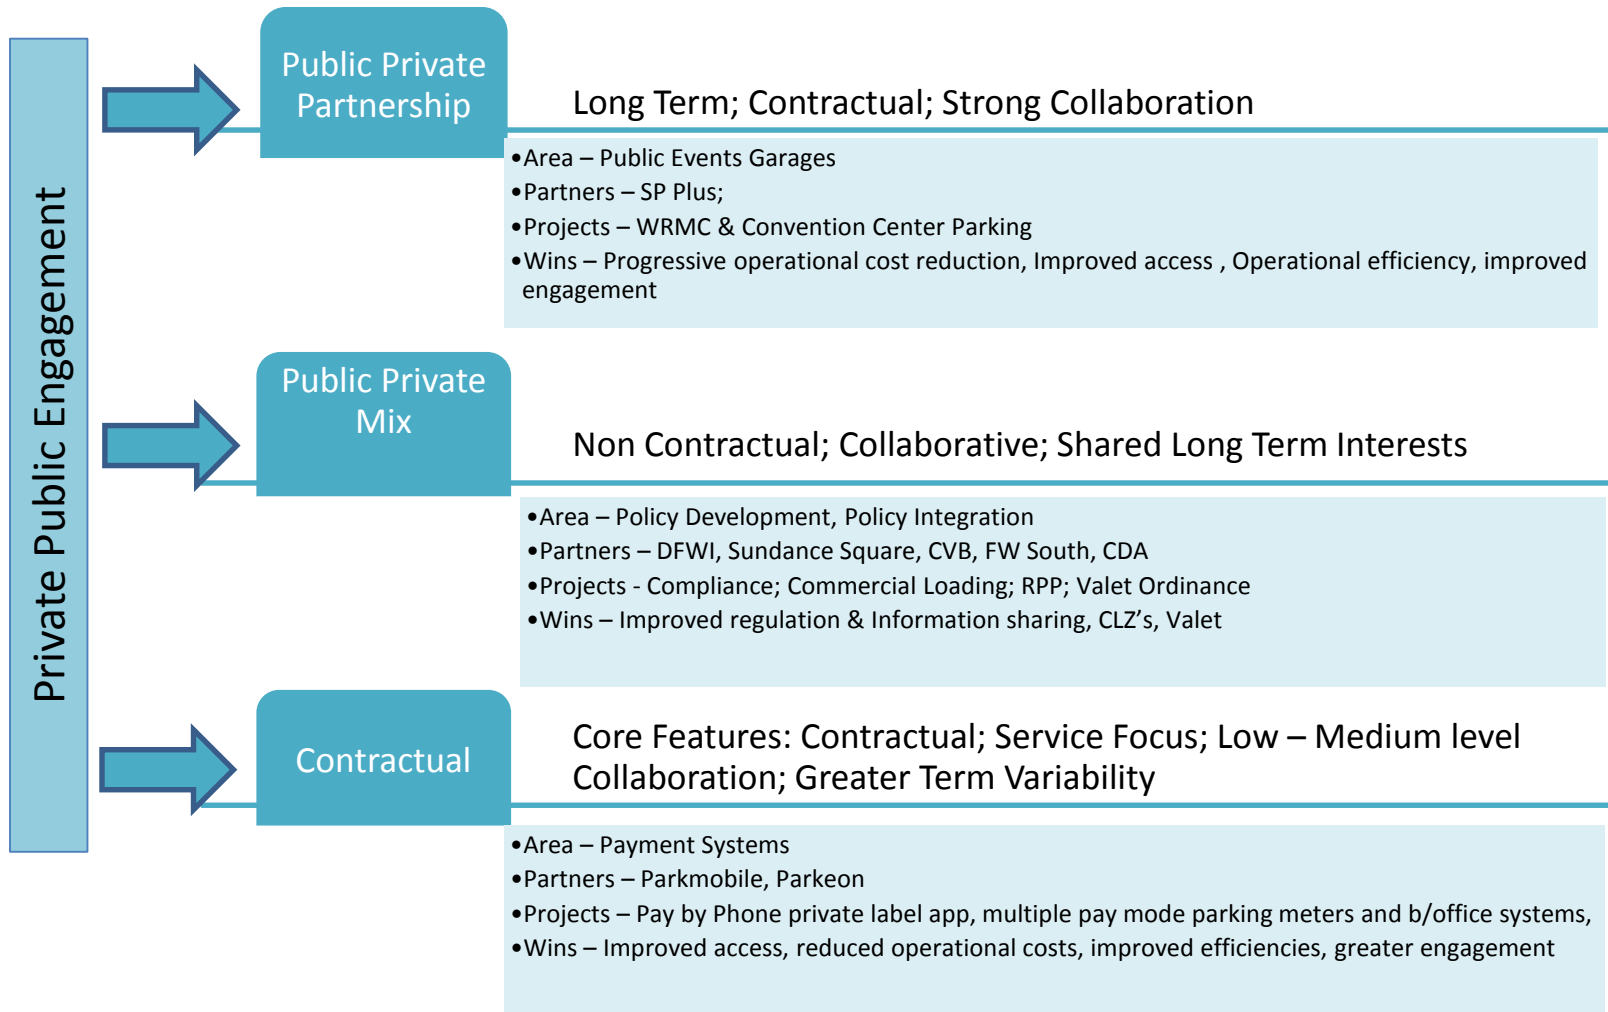 Private Public Engagement
Public Private
Partnership
Long Term; Contractual; Strong Collaboration
•Area – Public Events Garages
•Partners – SP Plus;
•Projects – WRMC & Convention Center Parking
•Wins – Progressive operational cost reduction, Improved access , Operational efficiency, improved
engagement
Public Private
Mix
Non Contractual; Collaborative; Shared Long Term Interests
•Area – Policy Development, Policy Integration
•Partners – DFWI, Sundance Square, CVB, FW South, CDA
•Projects - Compliance; Commercial Loading; RPP; Valet Ordinance
•Wins – Improved regulation & Information sharing, CLZ’s, Valet
Contractual
Core Features: Contractual; Service Focus; Low – Medium level
Collaboration; Greater Term Variability
•Area – Payment Systems
•Partners – Parkmobile, Parkeon
•Projects – Pay by Phone private label app, multiple pay mode parking meters and b/office systems,
•Wins – Improved access, reduced operational costs, improved efficiencies, greater engagement